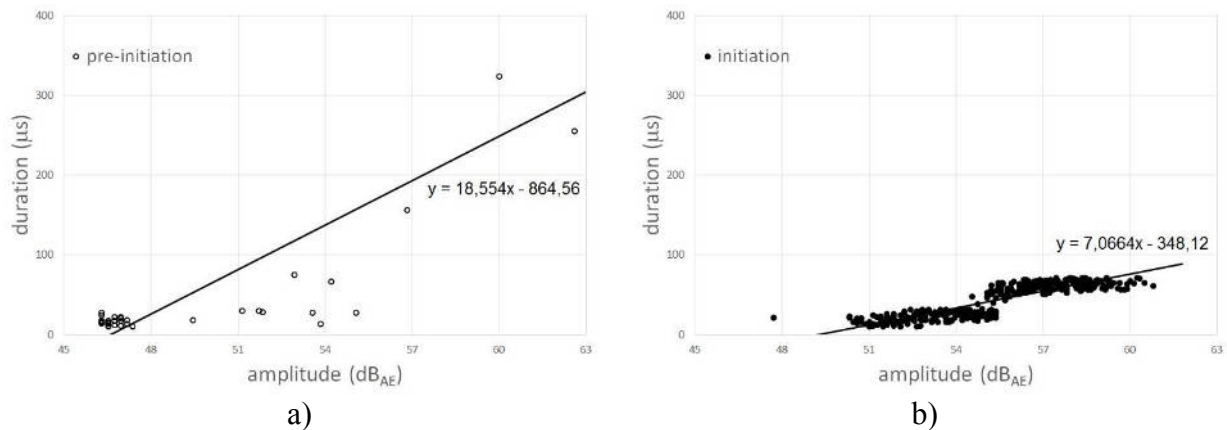 400
300
200
100
0
duration (μs)
pre-initiation
y = 18,554x - 864,56
45 48 51 54 57 60 63
amplitude (dBAE)
a)
400
300
200
100
0
duration (μs)
initiation
y = 7,0664x - 348,12
45 48 51 54 57 60 63
amplitude (dBAE)
b)